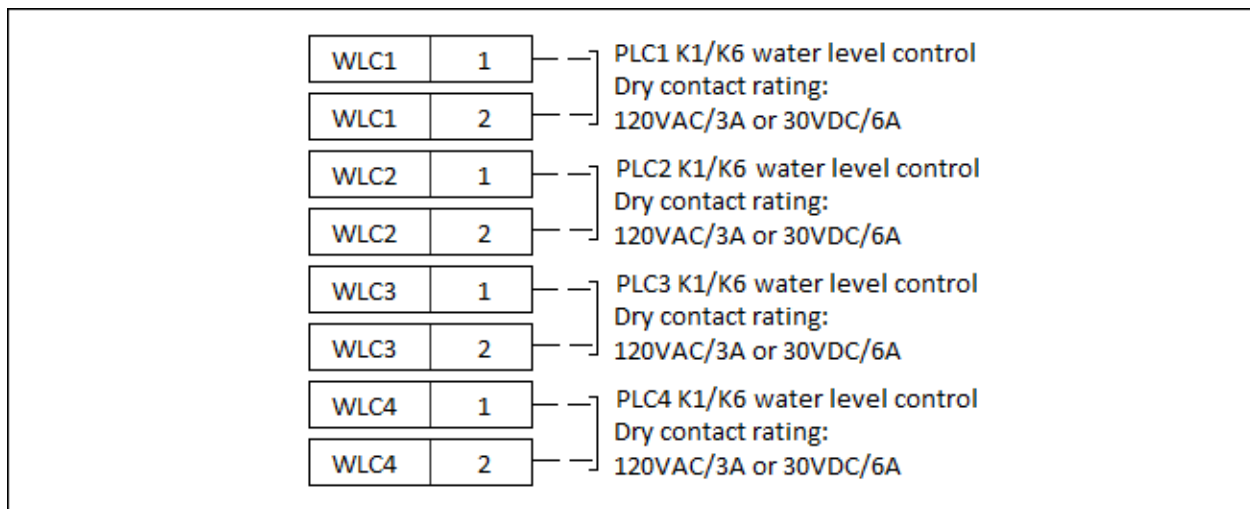 WLC1 1
WLC1 2
PLC1 K1/K6 water level control
Dry contact rating:
120VAC/3A or 30VDC/6A
WLC2 1
WLC2 2
PLC2 K1/K6 water level control
Dry contact rating:
120VAC/3A or 30VDC/6A
WLC3 1
WLC3 2
PLC3 K1/K6 water level control
Dry contact rating:
120VAC/3A or 30VDC/6A
WLC4 1
WLC4 2
PLC4 K1/K6 water level control
Dry contact rating:
120VAC/3A or 30VDC/6A